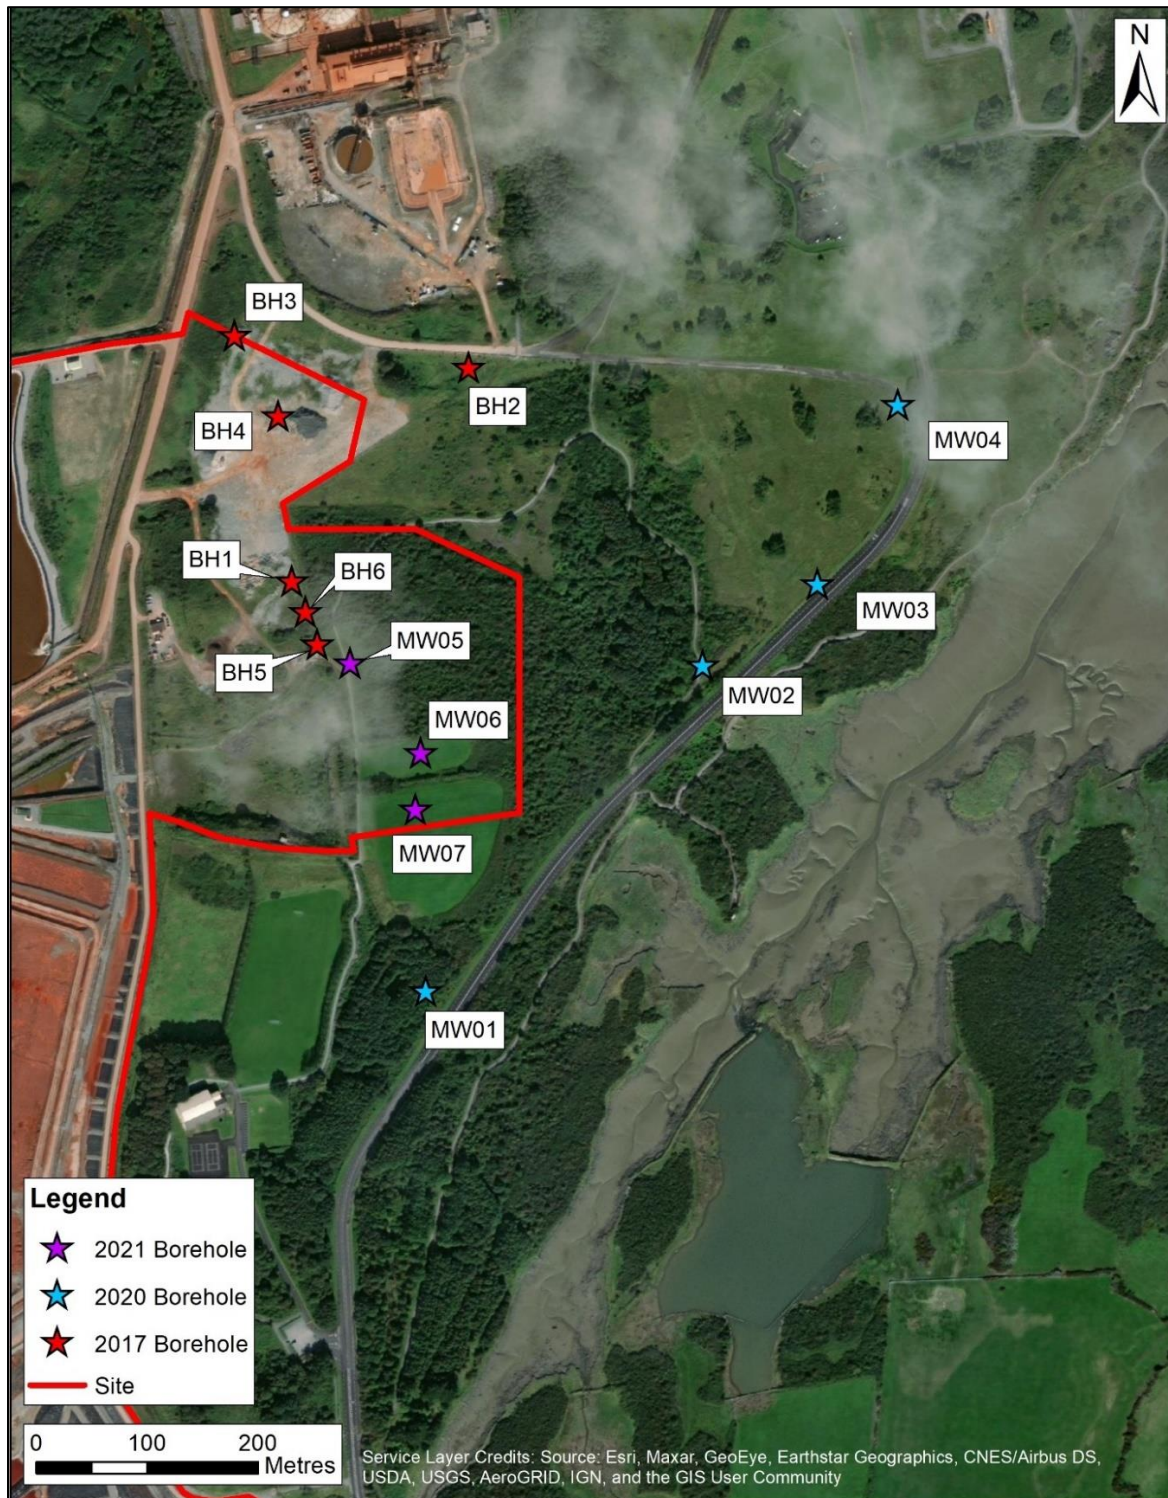 N
BH3
BH2
BH4
MW04
BH1
BH6
MW03
MW05
BH5
MW02
MW06
MW07
MW01
Legend
2021 Borehole
2020 Borehole
2017 Borehole
Site
0 100 200
Metres
Service Layer Credits: Source: Esri, Maxar, GeoEye, Earthstar Geographics, CNES/Airbus DS,
USDA, USGS, AeroGRID, IGN, and the GIS User Community